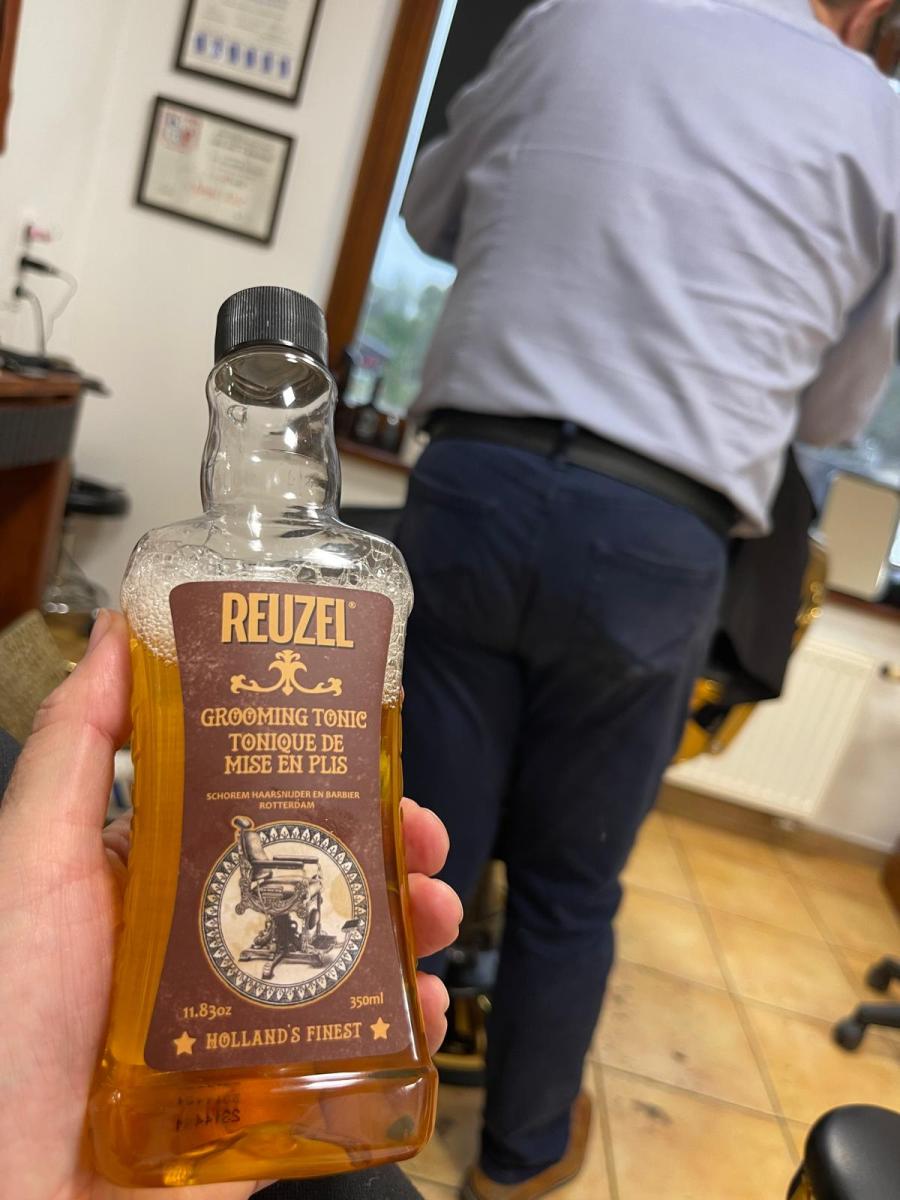 REUZEL®
GROOMING TONIC
TONIQUE DE
MISE EN PLIS
SCHOREM HAARSNIJDER EN BARBIER
ROTTERDAM
11.83oz 350ml
HOLLAND'S FINEST